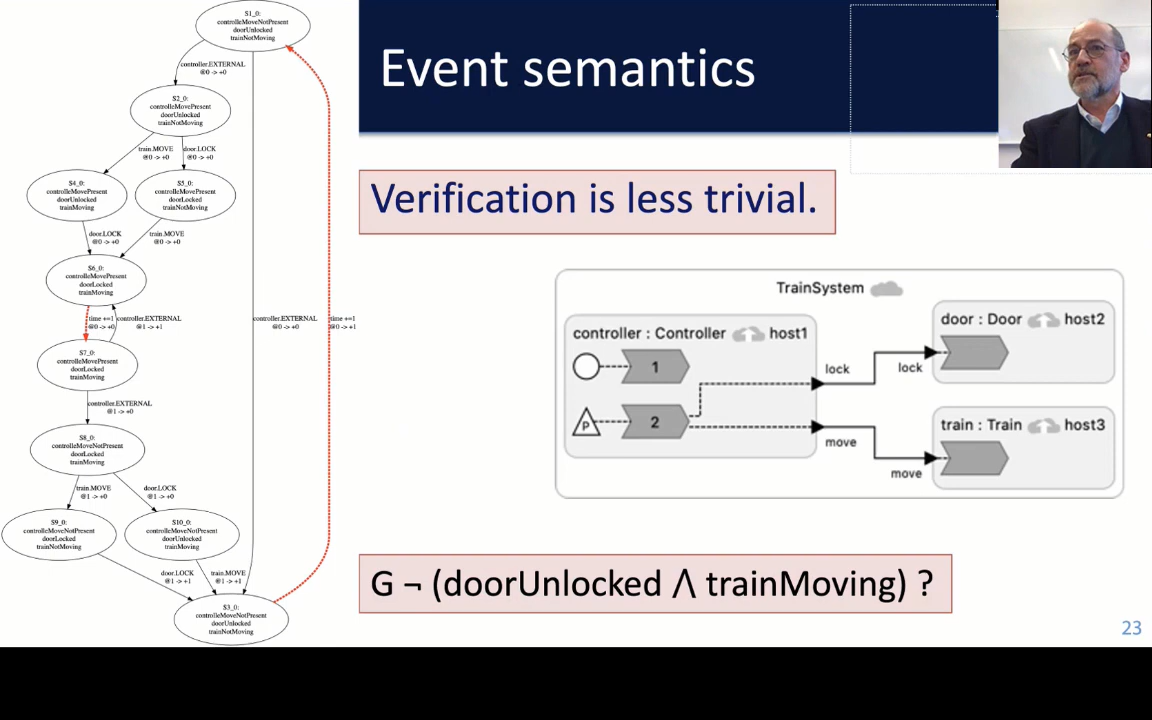 S1_0:
controlleMoveNotPresent
doorUnlocked
trainNotMoving
controller.EXTERNAL
@0 -> +0
S2_0:
controlleMovePresent
doorUnlocked
trainNotMoving
train.MOVE
@0 -> +0
door.LOCK
@0 -> +0
S4_0:
controlleMovePresent
doorUnlocked
trainMoving
S5_0:
controlleMovePresent
doorLocked
trainNotMoving
door.LOCK
@0 -> +0
train.MOVE
@0 -> +0
S6_0:
controlleMovePresent
doorLocked
trainMoving
time +=1
@0 -> +0
controller.EXTERNAL
@1 -> +1
controller.EXTERNAL
@0 -> +0
time +=1
@0 -> +1
S7_0:
controlleMovePresent
doorLocked
trainMoving
controller.EXTERNAL
@1 -> +0
S8_0:
controlleMoveNotPresent
doorLocked
trainMoving
train.MOVE
@1 -> +0
door.LOCK
@1 -> +0
S9_0:
controlleMoveNotPresent
doorLocked
trainNotMoving
S10_0:
controlleMoveNotPresent
doorUnlocked
trainMoving
door.LOCK
@1 -> +1
train.MOVE
@1 -> +1
S3_0:
controlleMoveNotPresent
doorUnlocked
trainNotMoving
Event semantics
Verification is less trivial.
TrainSystem
controller : Controller host1
1
2
P
lock
move
door : Door host2
lock
train : Train host3
move
G ¬ (doorUnlocked ⋀ trainMoving) ?
23